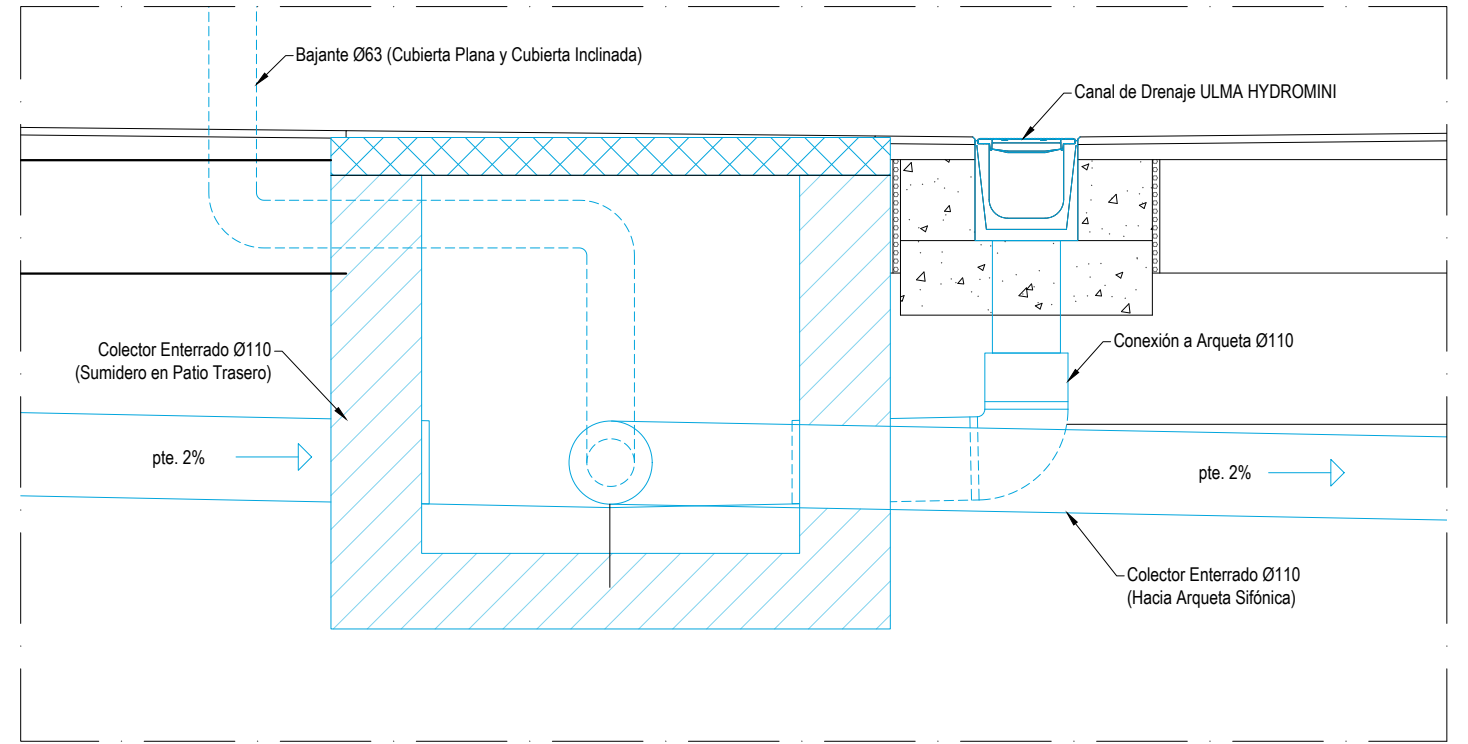 Bajante Ø63 (Cubierta Plana y Cubierta Inclinada)
Canal de Drenaje ULMA HYDROMINI
Colector Enterrado Ø110
(Sumidero en Patio Trasero)
Conexión a Arqueta Ø110
pte. 2%
pte. 2%
Colector Enterrado Ø110
(Hacia Arqueta Sifónica)